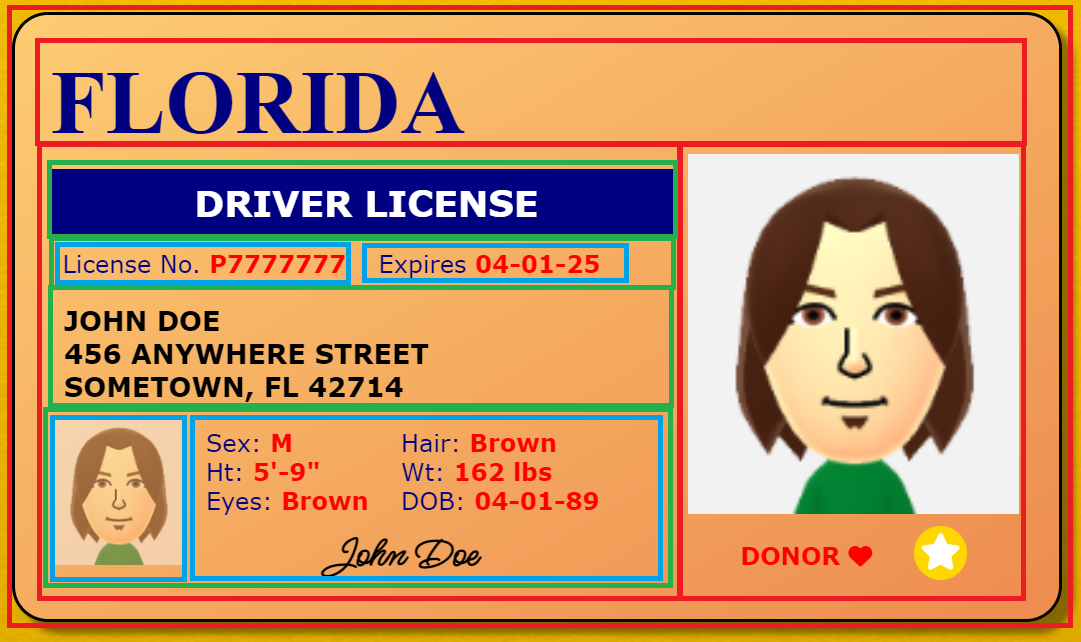 FLORIDA
DRIVER LICENSE
License No. P7777777 Expires 04-01-25
JOHN DOE
456 ANYWHERE STREET
SOMETOWN, FL 42714
Sex: M Hair: Brown
Ht: 5'-9" Wt: 162 lbs
Eyes: Brown DOB: 04-01-89
John Doe
DONOR